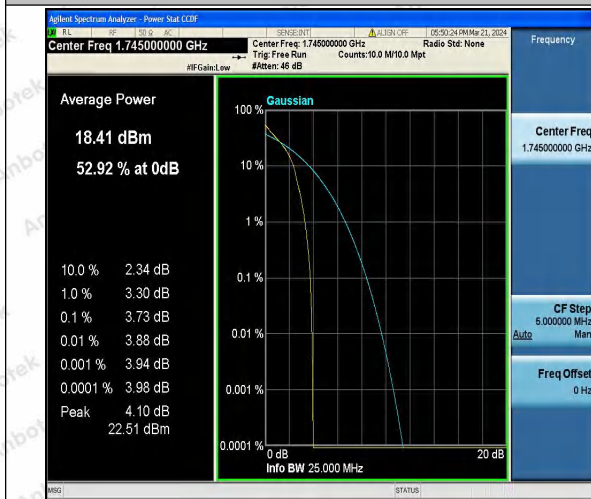 Agilent Spectrum Analyzer - Power Stat CCDF
RL RF 50 Ω AC SENSE:INT ALIGN OFF 05:50:24 PM Mar 21, 2024
Center Freq 1.745000000 GHz
Center Freq: 1.745000000 GHz Radio Std: None
Trig: Free Run Counts:10.0 M/10.0 Mpt
#IFGain:Low #Atten: 46 dB
Frequency
Average Power
18.41 dBm
52.92 % at 0dB
10.0 % 2.34 dB
1.0 % 3.30 dB
0.1 % 3.73 dB
0.01 % 3.88 dB
0.001 % 3.94 dB
0.0001 % 3.98 dB
Peak 4.10 dB
22.51 dBm
100 % Gaussian
10 %
1 %
0.1 %
0.01 %
0.001 %
0.0001 %
0 dB 20 dB
Info BW 25.000 MHz
Center Freq
1.745000000 GHz
CF Step
5.000000 MHz
Auto Man
Freq Offset
0 Hz
MSG STATUS